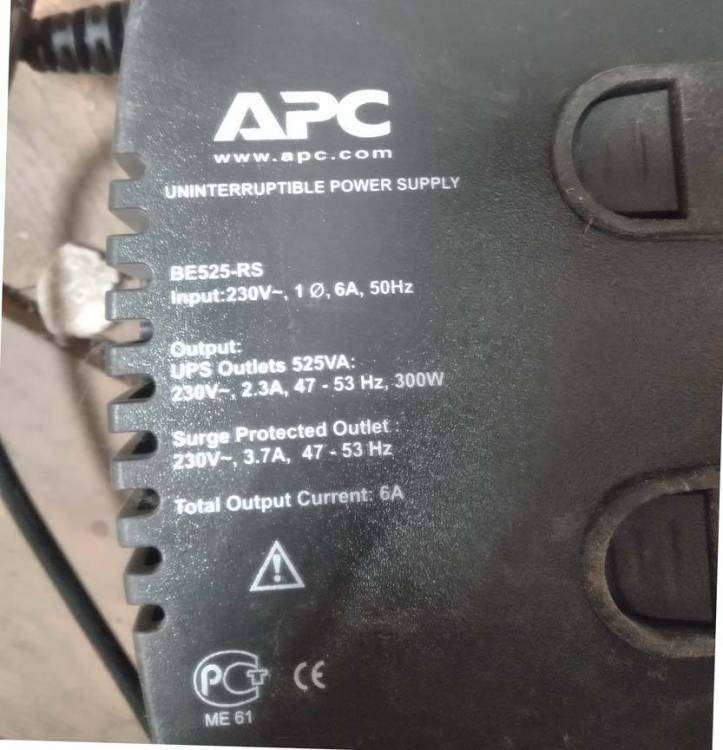 APC
www.apc.com
UNINTERRUPTIBLE POWER SUPPLY
BE525-RS
Input:230V~, 1 Ø, 6A, 50Hz
Output:
UPS Outlets 525VA:
230V~, 2.3A, 47 - 53 Hz, 300W
Surge Protected Outlet :
230V~, 3.7A, 47 - 53 Hz
Total Output Current: 6A
!
РСТ CE
ME 61